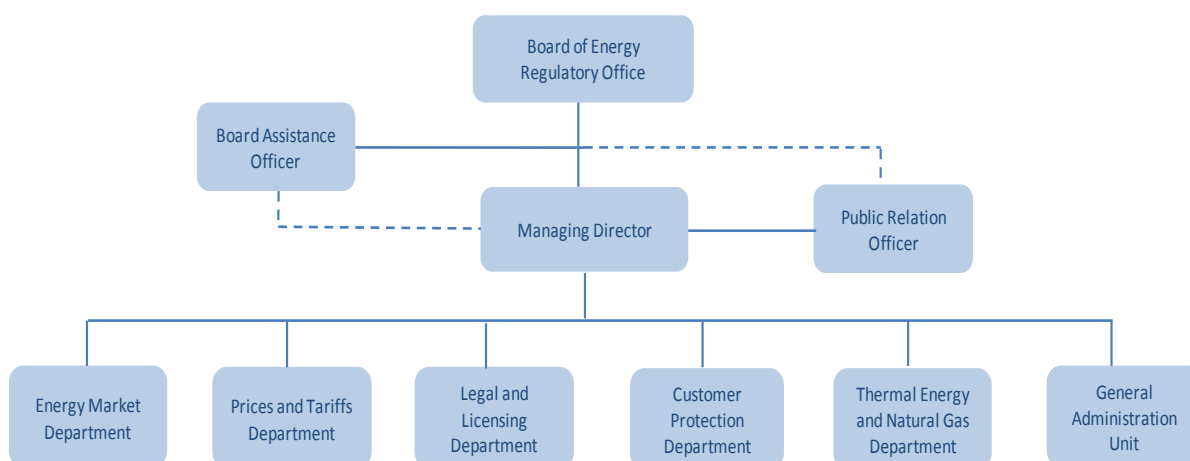 Board of Energy
Regulatory Office
Board Assistance
Officer
Managing Director
Public Relation
Officer
Energy Market
Department
Prices and Tariffs
Department
Legal and
Licensing
Department
Customer
Protection
Department
Thermal Energy
and Natural Gas
Department
General
Administration
Unit